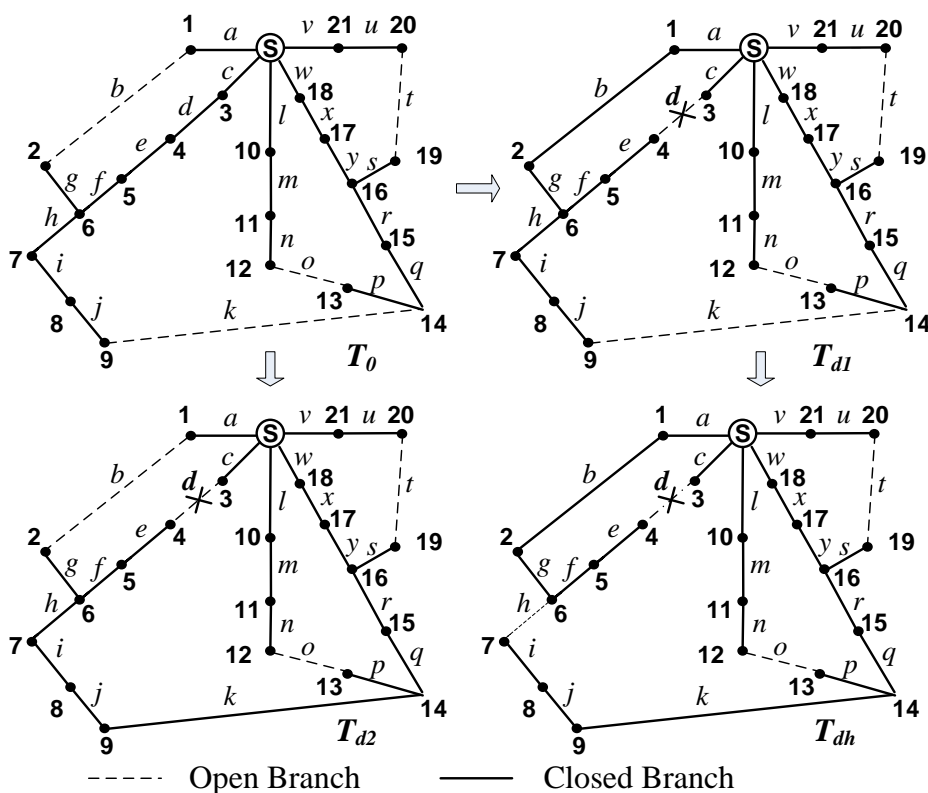 1 a S v 21 u 20
b c w 18 t
d 3 l x
2 e 4 10 17 19
g f 5 m y s 16
h 6 11 r 15
7 i n q
12 o p
8 j k 13 14
9
T0
1 a S v 21 u 20
b c w 18 t
d 3 l x
2 e 4 10 17 19
g f 5 m y s 16
h 6 11 r 15
7 i n q
12 o p
8 j k 13 14
9
Td1
1 a S v 21 u 20
b c w 18 t
d 3 l x
2 e 4 10 17 19
g f 5 m y s 16
h 6 11 r 15
7 i n q
12 o p
8 j k 13 14
9
Td2
1 a S v 21 u 20
b c w 18 t
d 3 l x
2 e 4 10 17 19
g f 5 m y s 16
h 6 11 r 15
7 i n q
12 o p
8 j k 13 14
9
Tdh
Open Branch
Closed Branch